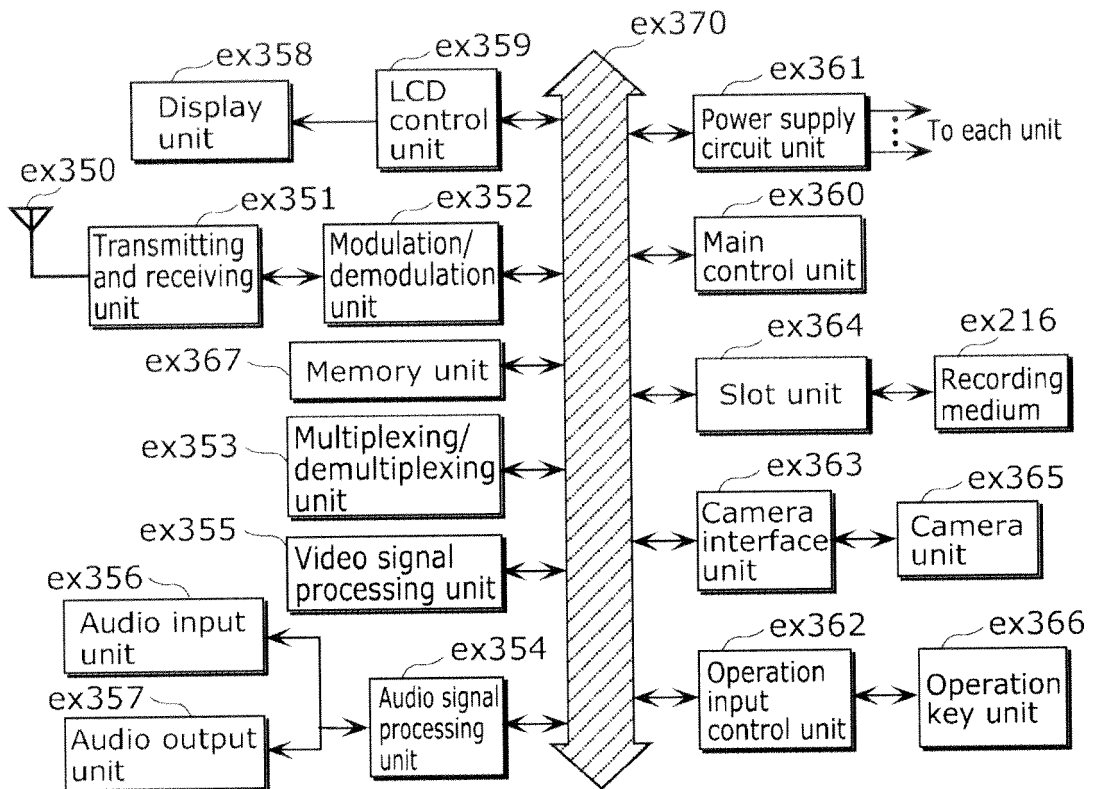 ex370
ex359
ex358
ex361
Display
unit
LCD
control
unit
Power supply
circuit unit
To each unit
ex350
ex351
ex352
ex360
Transmitting
and receiving
unit
Modulation/
demodulation
unit
Main
control unit
ex367
Memory unit
ex364
ex216
Slot unit
Recording
medium
ex353
Multiplexing/
demultiplexing
unit
ex363
ex365
Camera
interface
unit
Camera
unit
ex355
Video signal
processing unit
ex356
Audio input
unit
ex354
ex362
ex366
Audio signal
processing
unit
Operation
input
control unit
Operation
key unit
ex357
Audio output
unit